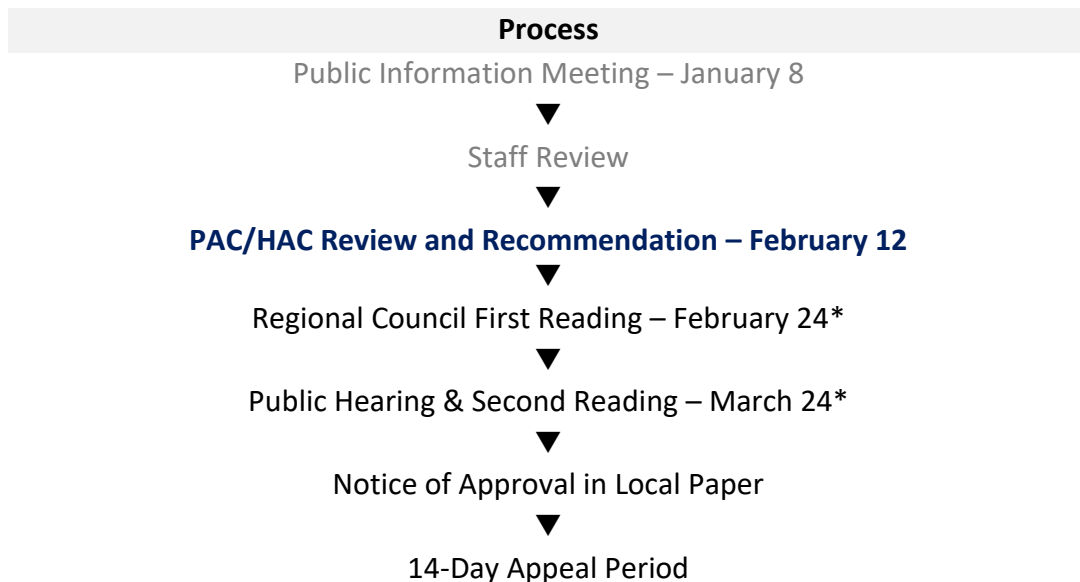 Process
Public Information Meeting – January 8
Staff Review
PAC/HAC Review and Recommendation – February 12
Regional Council First Reading – February 24*
Public Hearing & Second Reading – March 24*
Notice of Approval in Local Paper
14-Day Appeal Period